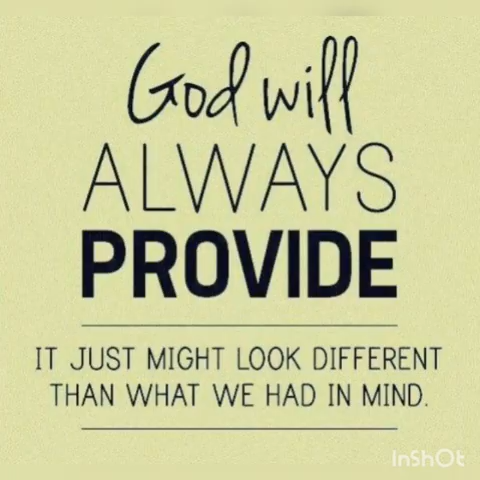 God will
ALWAYS
PROVIDE
IT JUST MIGHT LOOK DIFFERENT
THAN WHAT WE HAD IN MIND.
InShOt